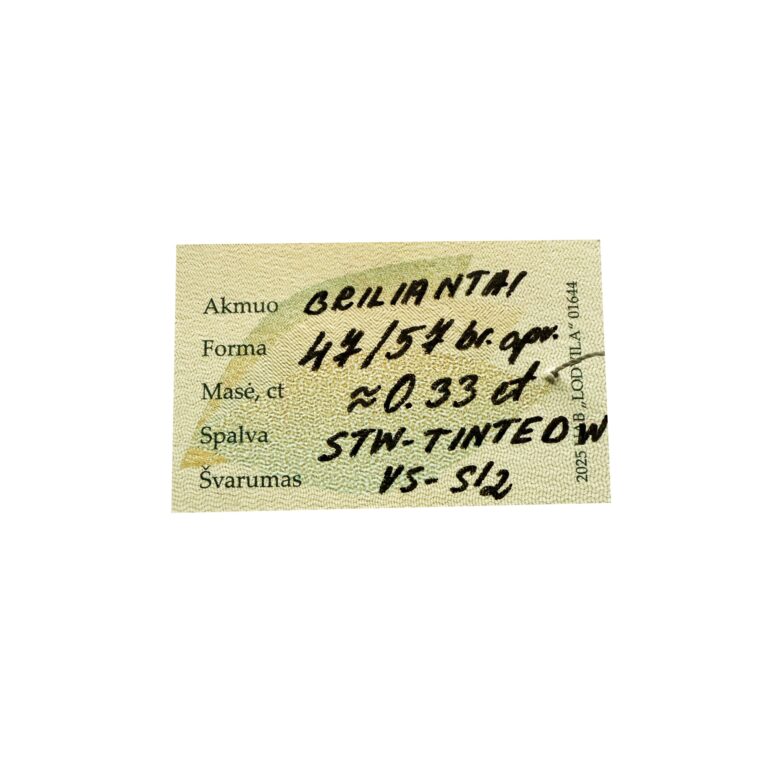 Akmuo BRILIANTAI
Forma 47/57 br. apv.
Masė, ct ≈0.33 ct
Spalva STW-TINTED W
Švarumas VS-SI2
2025 UAB „LODVILA“ 01644